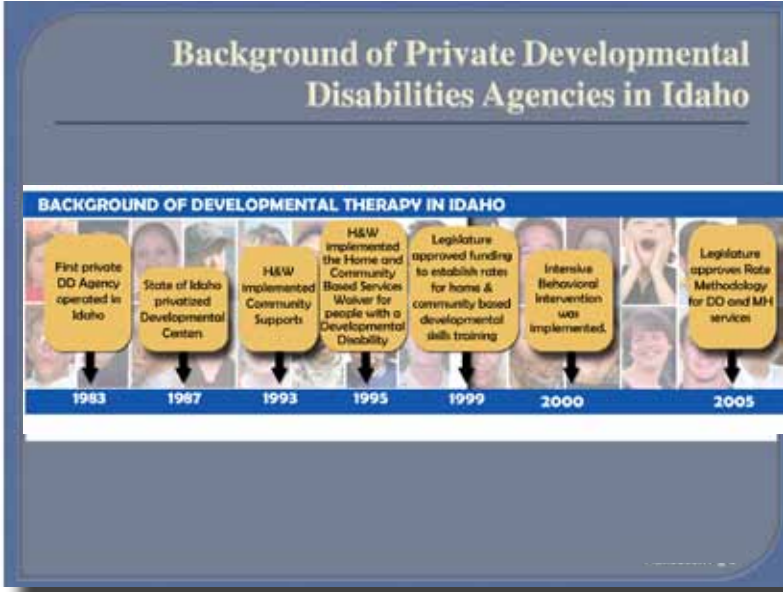 Background of Private Developmental
Disabilities Agencies in Idaho
BACKGROUND OF DEVELOPMENTAL THERAPY IN IDAHO
First private
DD Agency
operated in
Idaho
State of Idaho
privatized
Developmental
Centers
H&W
implemented
Community
Supports
H&W
implemented
the Home and
Community
Based Services
Waiver for
people with a
Developmental
Disability
Legislature
approved funding
to establish rates
for home &
community based
developmental
skills training
Intensive
Behavioral
Intervention
was
implemented.
Legislature
approves Rate
Methodology
for DD and MH
services
1983
1987
1993
1995
1999
2000
2005